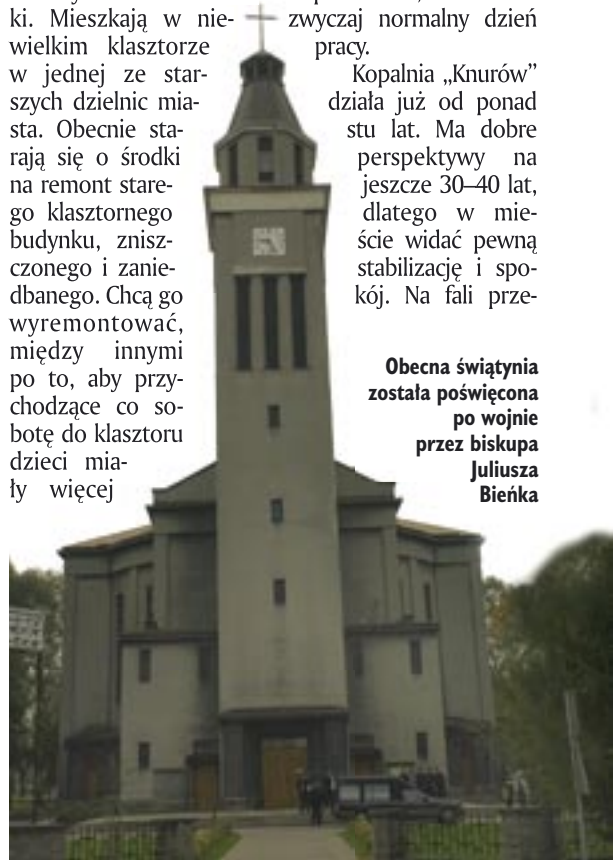 ki. Mieszkają w nie-
wielkim klasztorze
w jednej ze star-
szych dzielnic mia-
sta. Obecnie sta-
rają się o środki
na remont stare-
go klasztornego
budynku, znisz-
czonego i zanie-
dbanego. Chcą go
wyremontować,
między innymi
po to, aby przy-
chodzące co so-
botę do klasztoru
dzieci mia-
ły więcej
zwyczaj normalny dzień
pracy.
Kopalnia „Knurów”
działa już od ponad
stu lat. Ma dobre
perspektywy na
jeszcze 30–40 lat,
dlatego w mie-
ście widać pewną
stabilizację i spo-
kój. Na fali prze-
Obecna świątynia
została poświęcona
po wojnie
przez biskupa
Juliusza
Bieńka